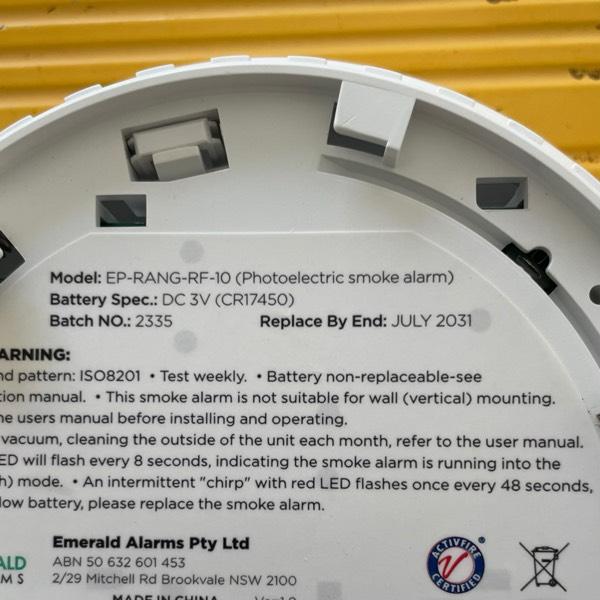 Model: EP-RANG-RF-10 (Photoelectric smoke alarm)
Battery Spec.: DC 3V (CR17450)
Batch NO.: 2335 Replace By End: JULY 2031
ARNING:
nd pattern: ISO8201 • Test weekly. • Battery non-replaceable-see
tion manual. • This smoke alarm is not suitable for wall (vertical) mounting.
he users manual before installing and operating.
vacuum, cleaning the outside of the unit each month, refer to the user manual.
ED will flash every 8 seconds, indicating the smoke alarm is running into the
h) mode. • An intermittent "chirp" with red LED flashes once every 48 seconds,
low battery, please replace the smoke alarm.
Emerald Alarms Pty Ltd
ABN 50 632 601 453
2/29 Mitchell Rd Brookvale NSW 2100
MADE IN CHINA
ALD
MS
ACTIVFIRE
CERTIFIED